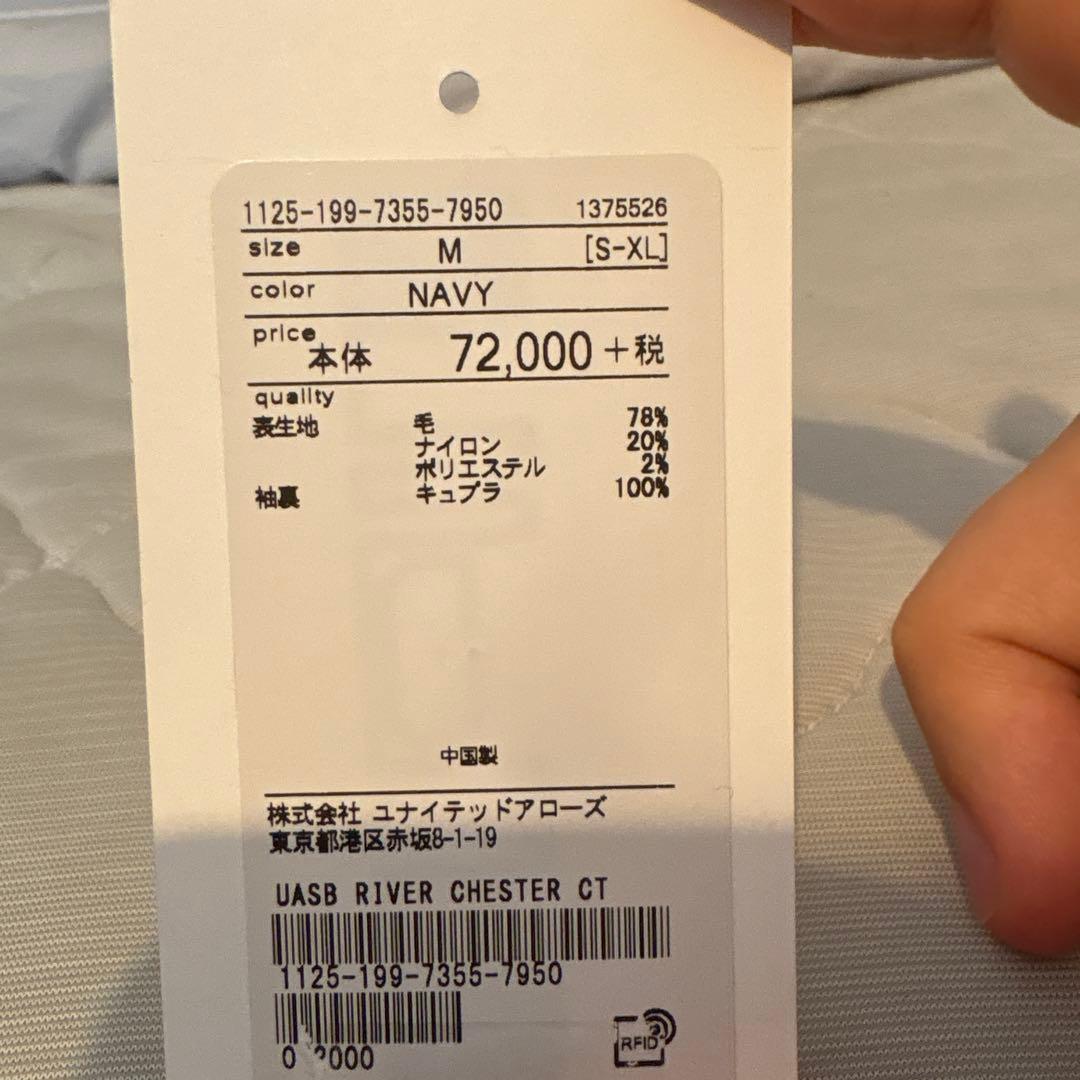 1125-199-7355-7950 1375526
size M [S-XL]
color NAVY
price 本体 72,000+税
quality
表生地 毛 78%
ナイロン 20%
ポリエステル 2%
袖裏 キュプラ 100%
中国製
株式会社 ユナイテッドアローズ
東京都港区赤坂8-1-19
UASB RIVER CHESTER CT
1125-199-7355-7950
RFID